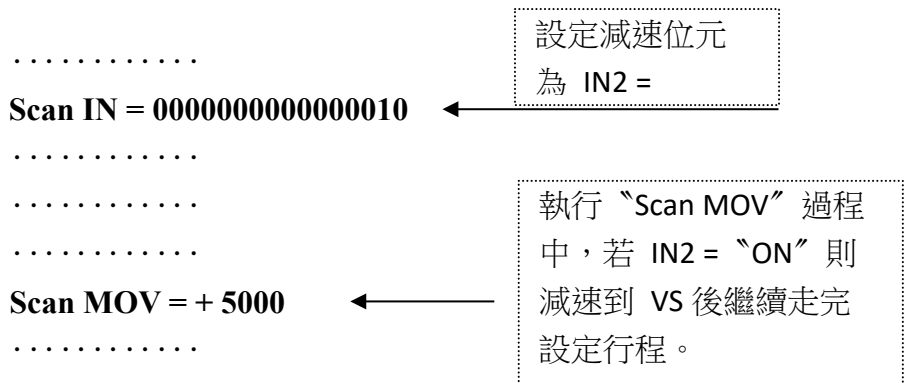 設定減速位元
為 IN2 =
............
Scan IN = 0000000000000010
............
............
............
執行〝Scan MOV〞過程
中，若 IN2 =〝ON〞則
減速到 VS 後繼續走完
設定行程。
Scan MOV = + 5000
............